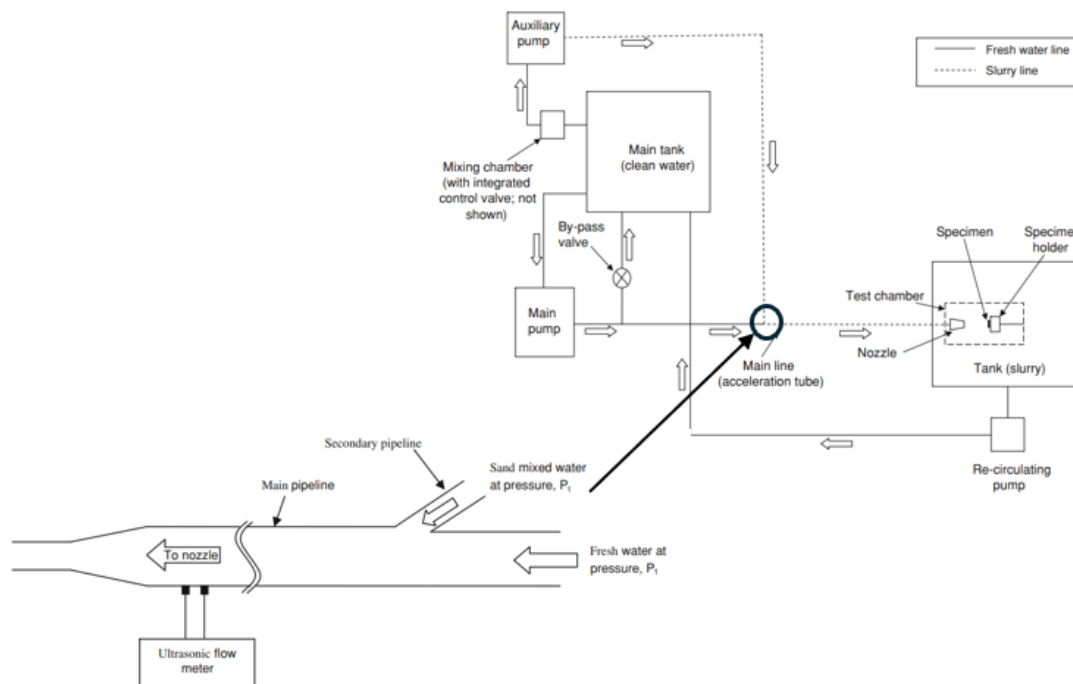 Auxiliary
pump
Fresh water line
Slurry line
Main tank
(clean water)
Mixing chamber
(with integrated
control valve; not
shown)
By-pass
valve
Specimen
Specimen
holder
Test chamber
Main
pump
Nozzle
Main line
(acceleration tube)
Tank (slurry)
Re-circulating
pump
Secondary pipeline
Sand mixed water
at pressure, P₁
Main pipeline
To nozzle
Fresh water at
pressure, P₁
Ultrasonic flow
meter